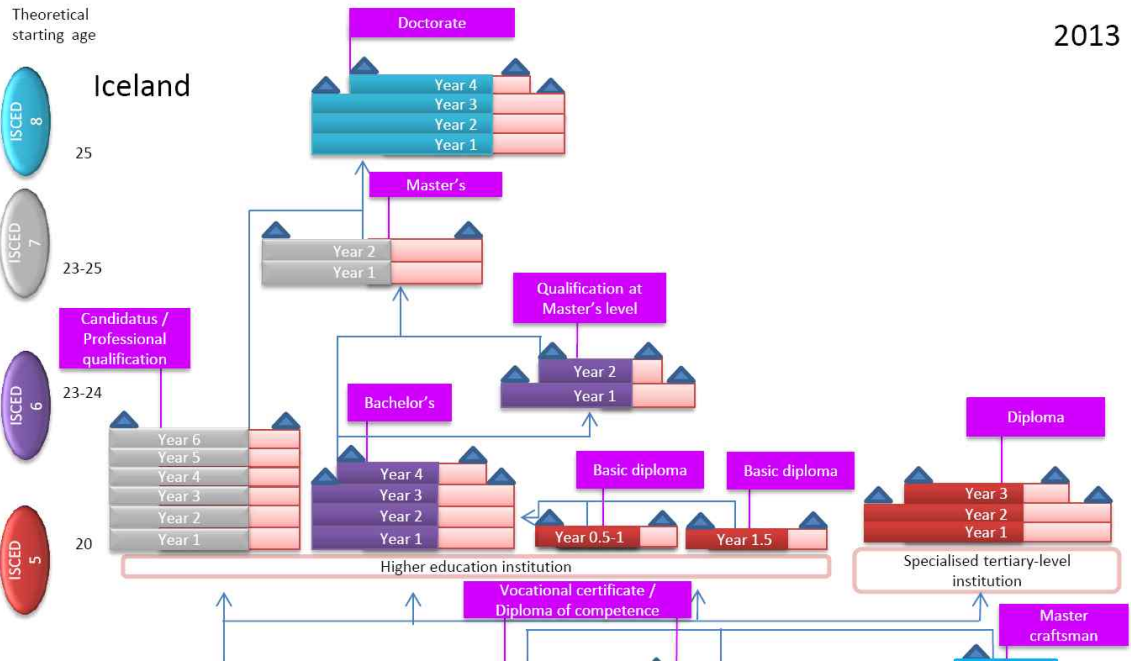 Theoretical
starting age
Doctorate
2013
Iceland
ISCED
8
Year 4
Year 3
Year 2
Year 1
25
Master's
ISCED
7
Year 2
Year 1
23-25
Qualification at
Master's level
Candidatus /
Professional
qualification
ISCED
6
23-24
Year 2
Year 1
Bachelor's
Diploma
Year 6
Year 5
Year 4
Year 3
Year 2
Year 1
Year 4
Year 3
Year 2
Year 1
Basic diploma
Basic diploma
Year 0.5-1
Year 1.5
Year 3
Year 2
Year 1
ISCED
5
20
Higher education institution
Specialised tertiary-level
institution
Vocational certificate /
Diploma of competence
Master
craftsman